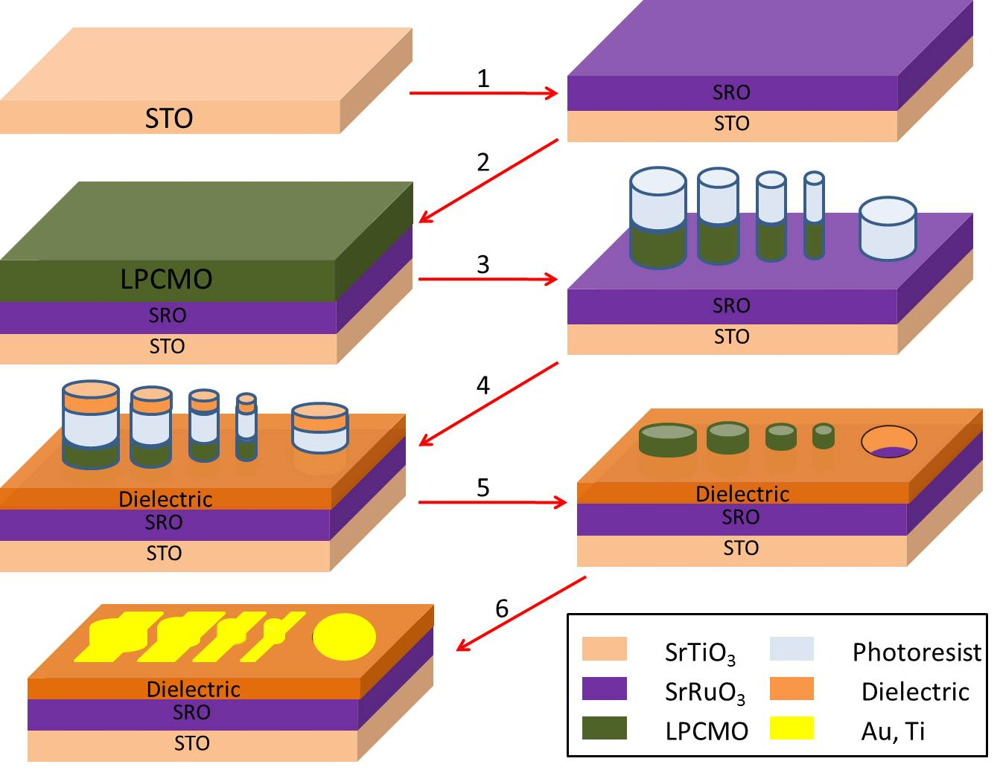 STO
1
SRO
STO
2
LPCMO
SRO
STO
3
SRO
STO
4
Dielectric
SRO
STO
5
Dielectric
SRO
STO
6
Dielectric
SRO
STO
SrTiO₃
Photoresist
SrRuO₃
Dielectric
LPCMO
Au, Ti